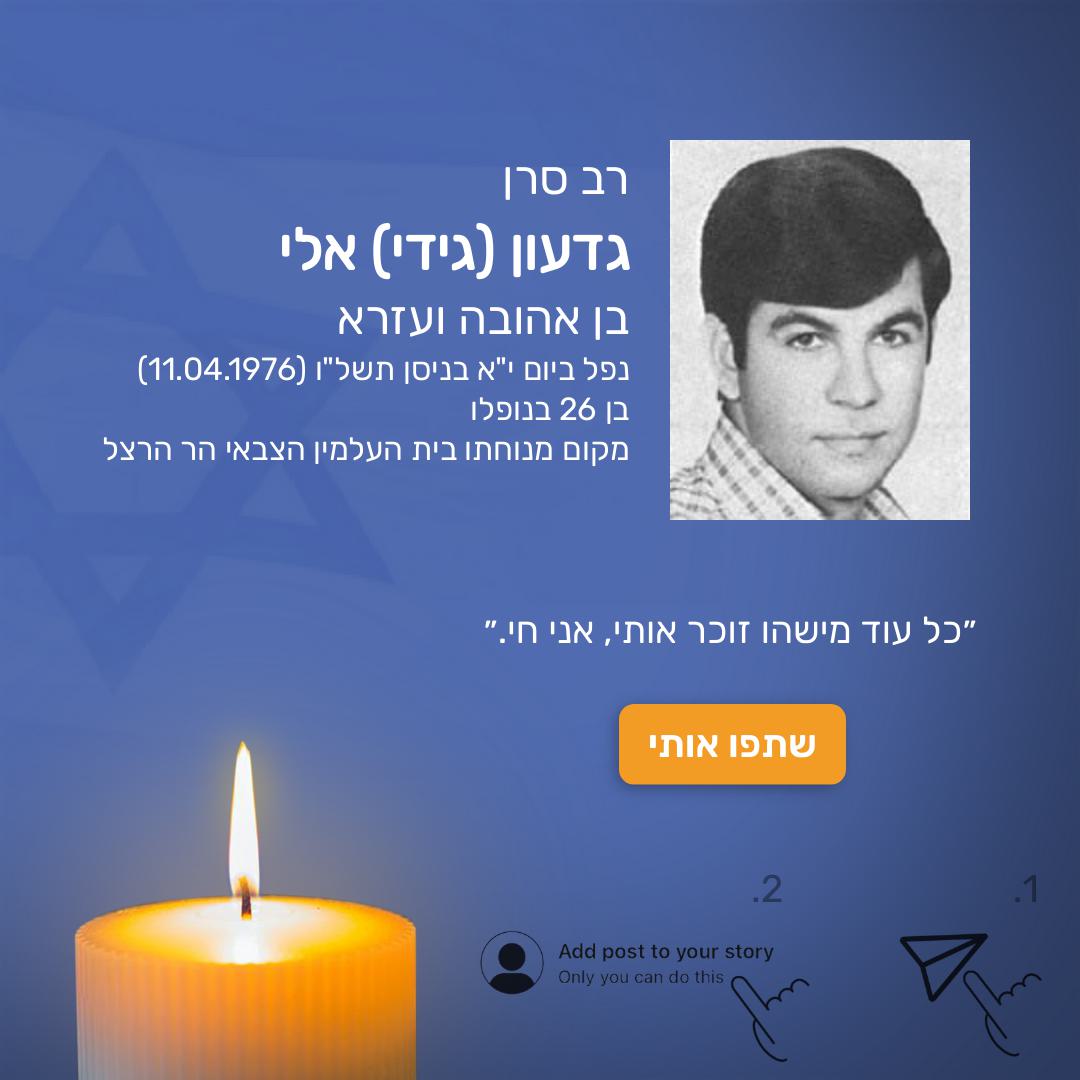 רב סרן
גדעון (גידי) אלי
בן אהובה ועזרא
נפל ביום י"א בניסן תשל"ו (11.04.1976)
בן 26 בנופלו
מקום מנוחתו בית העלמין הצבאי הר הרצל
״כל עוד מישהו זוכר אותי, אני חי.״
שתפו אותי
1.
2.
Add post to your story
Only you can do this